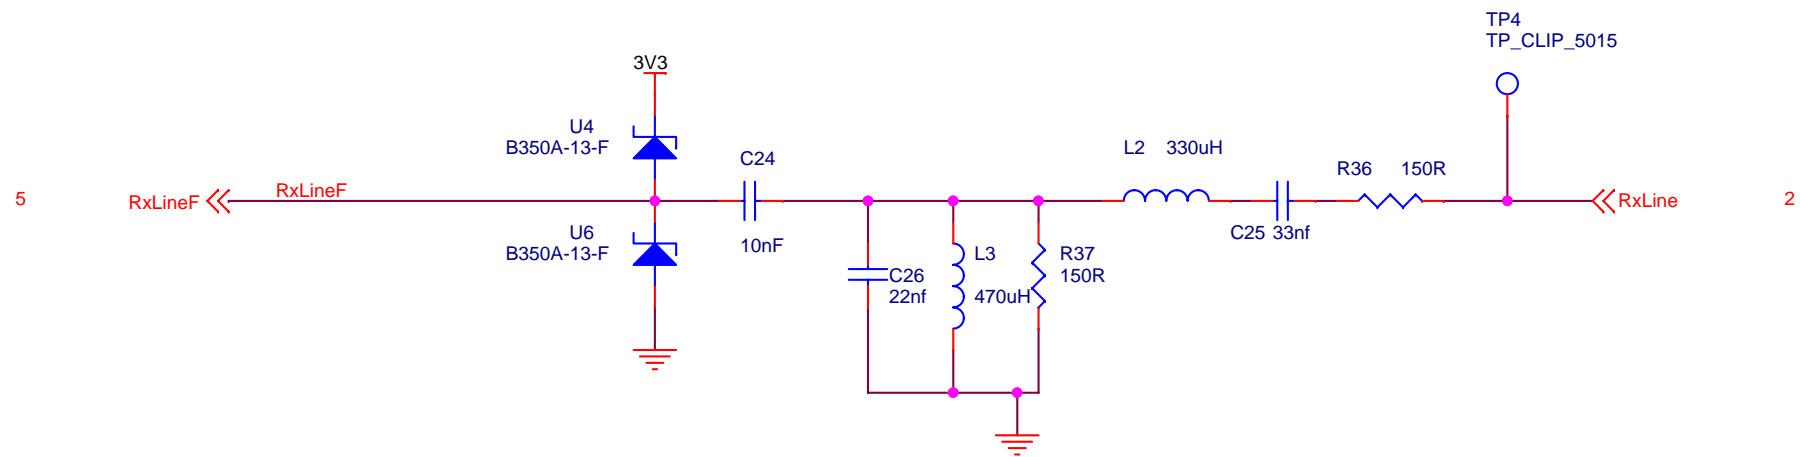 TP4
TP_CLIP_5015
3V3
U4
B350A-13-F
C24
L2 330uH
R36 150R
5
RxLineF
RxLineF
RxLine
2
U6
B350A-13-F
10nF
C25 33nf
C26
22nf
L3
470uH
R37
150R